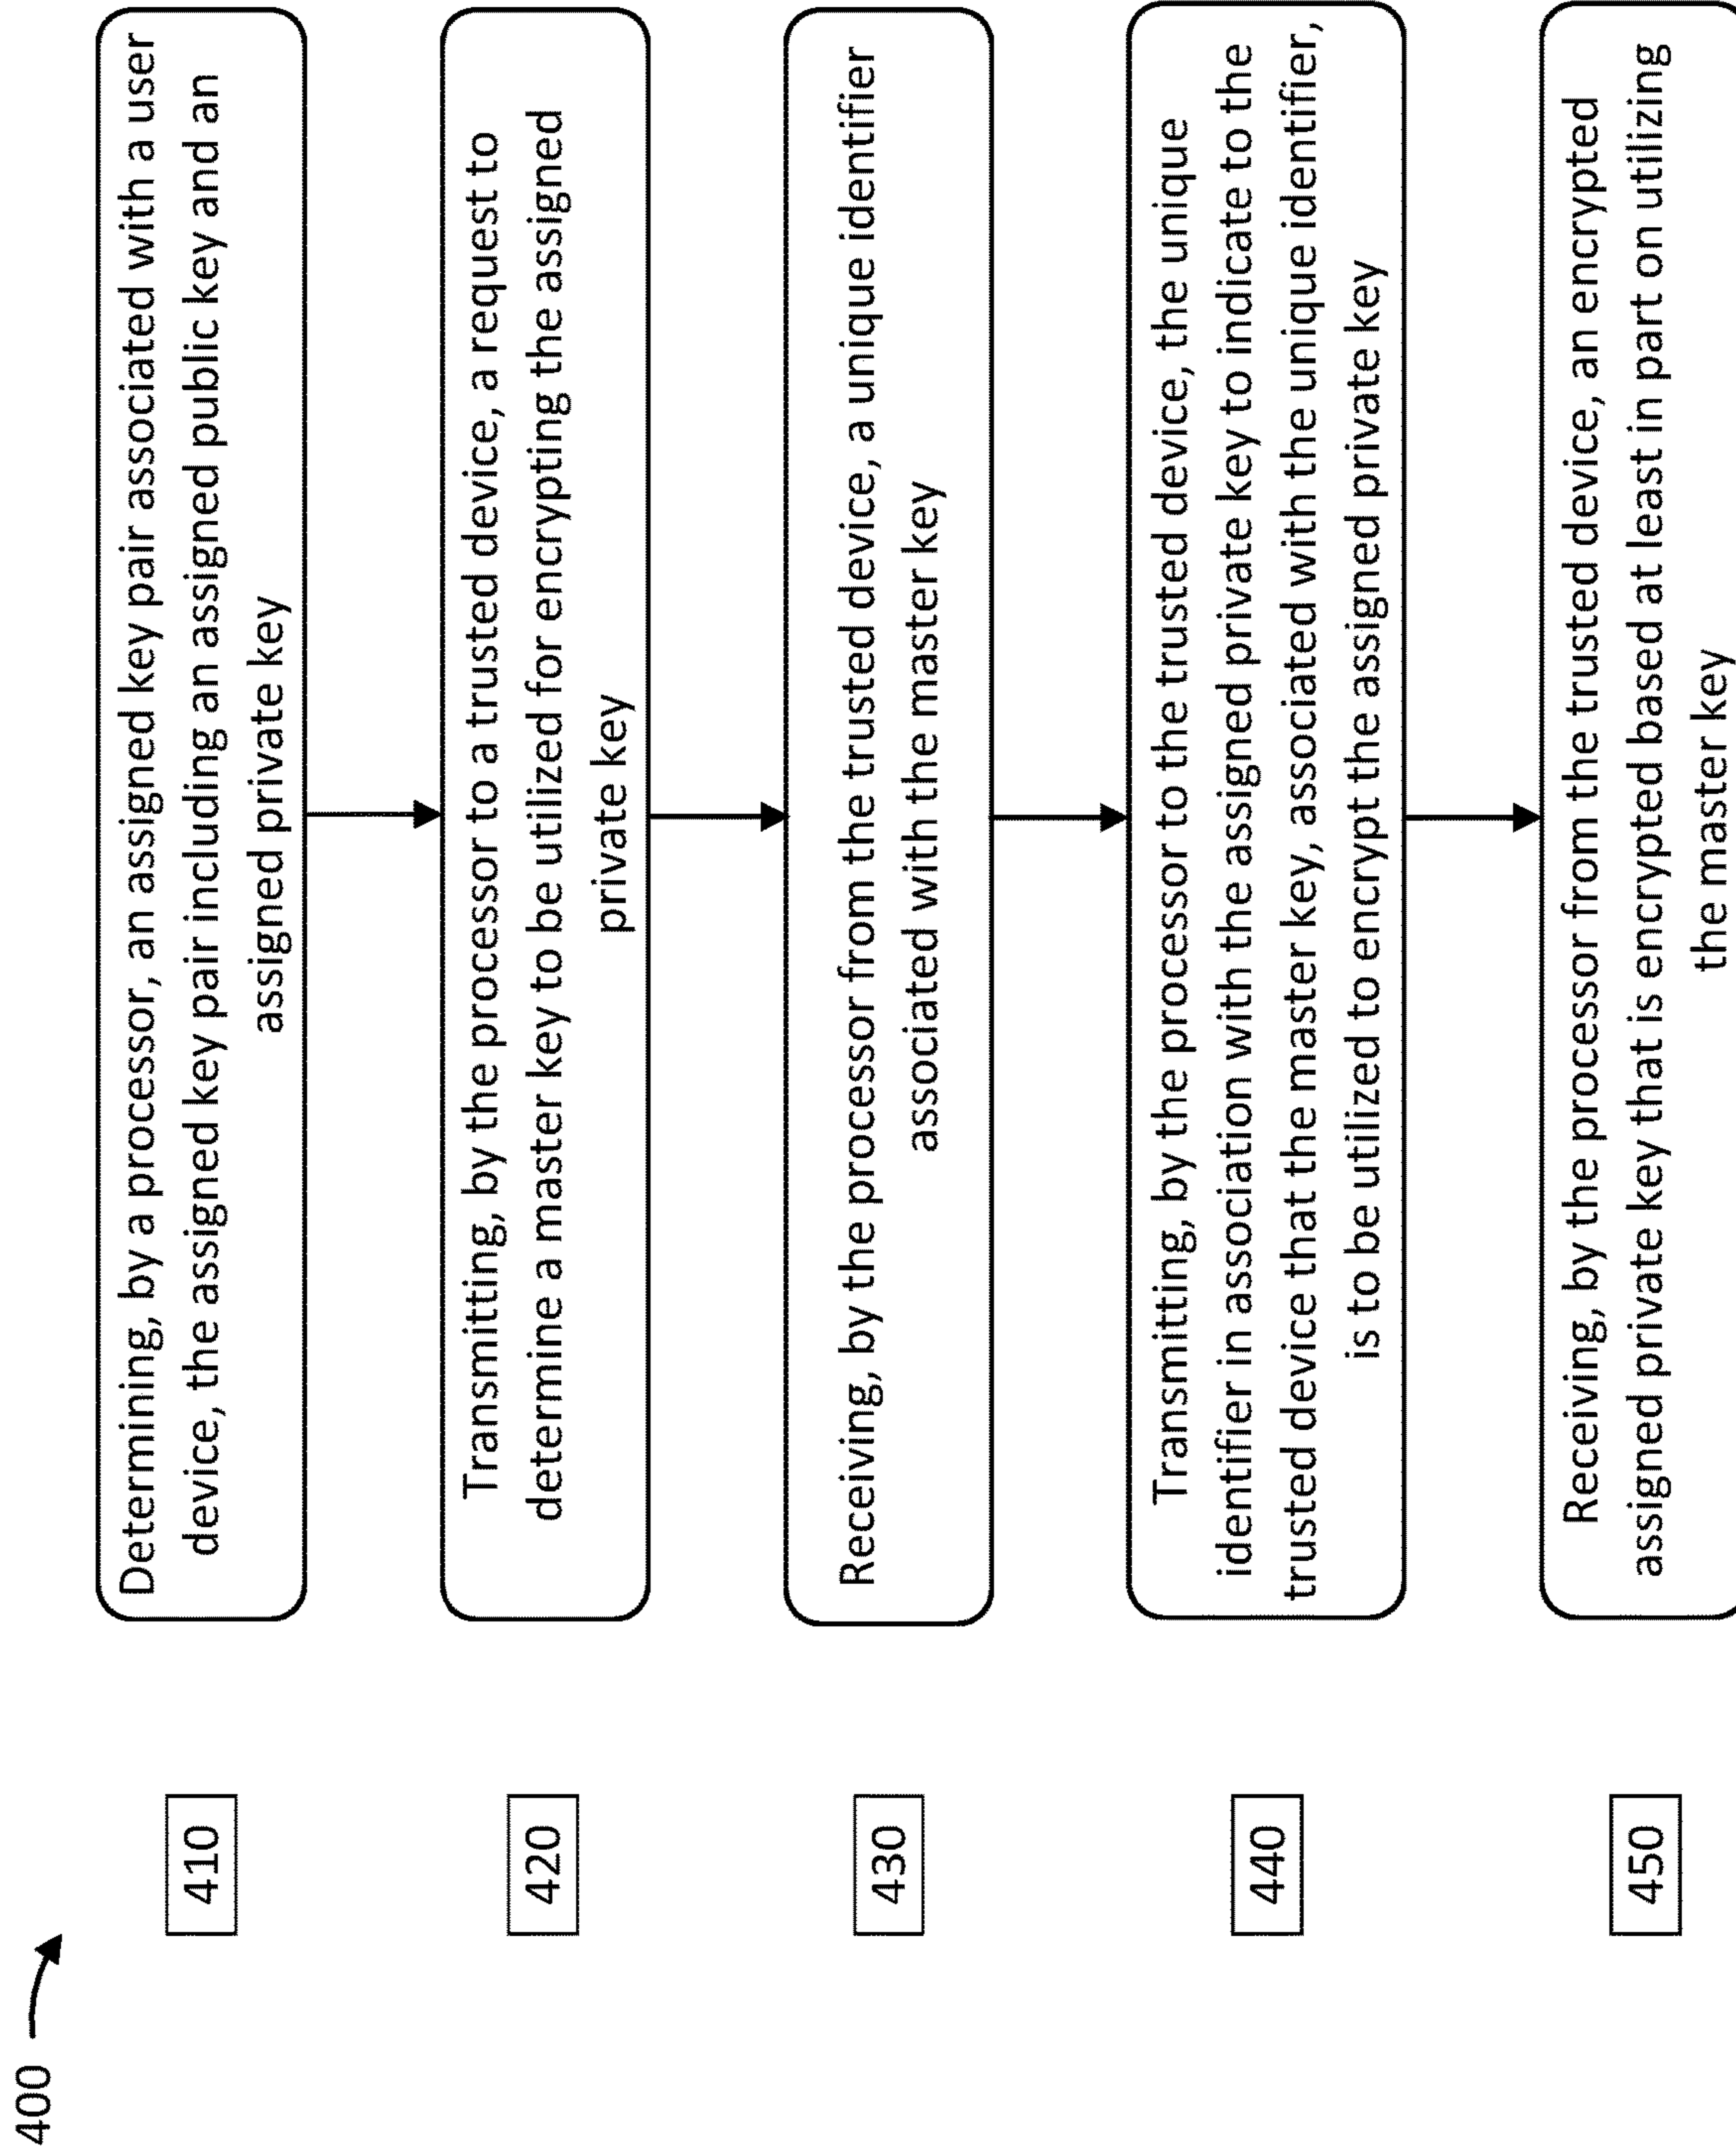 400
410
Determining, by a processor, an assigned key pair associated with a user
device, the assigned key pair including an assigned public key and an
assigned private key
420
Transmitting, by the processor to a trusted device, a request to
determine a master key to be utilized for encrypting the assigned
private key
430
Receiving, by the processor from the trusted device, a unique identifier
associated with the master key
440
Transmitting, by the processor to the trusted device, the unique
identifier in association with the assigned private key to indicate to the
trusted device that the master key, associated with the unique identifier,
is to be utilized to encrypt the assigned private key
450
Receiving, by the processor from the trusted device, an encrypted
assigned private key that is encrypted based at least in part on utilizing
the master key